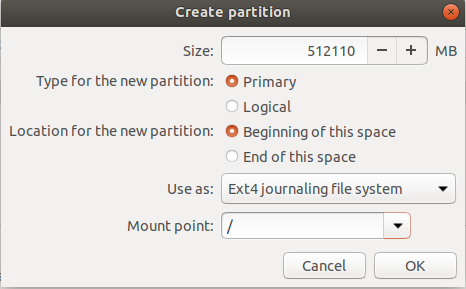 Create partition
Size: 512110 MB
Type for the new partition: Primary
Logical
Location for the new partition: Beginning of this space
End of this space
Use as: Ext4 journaling file system
Mount point: /
Cancel OK